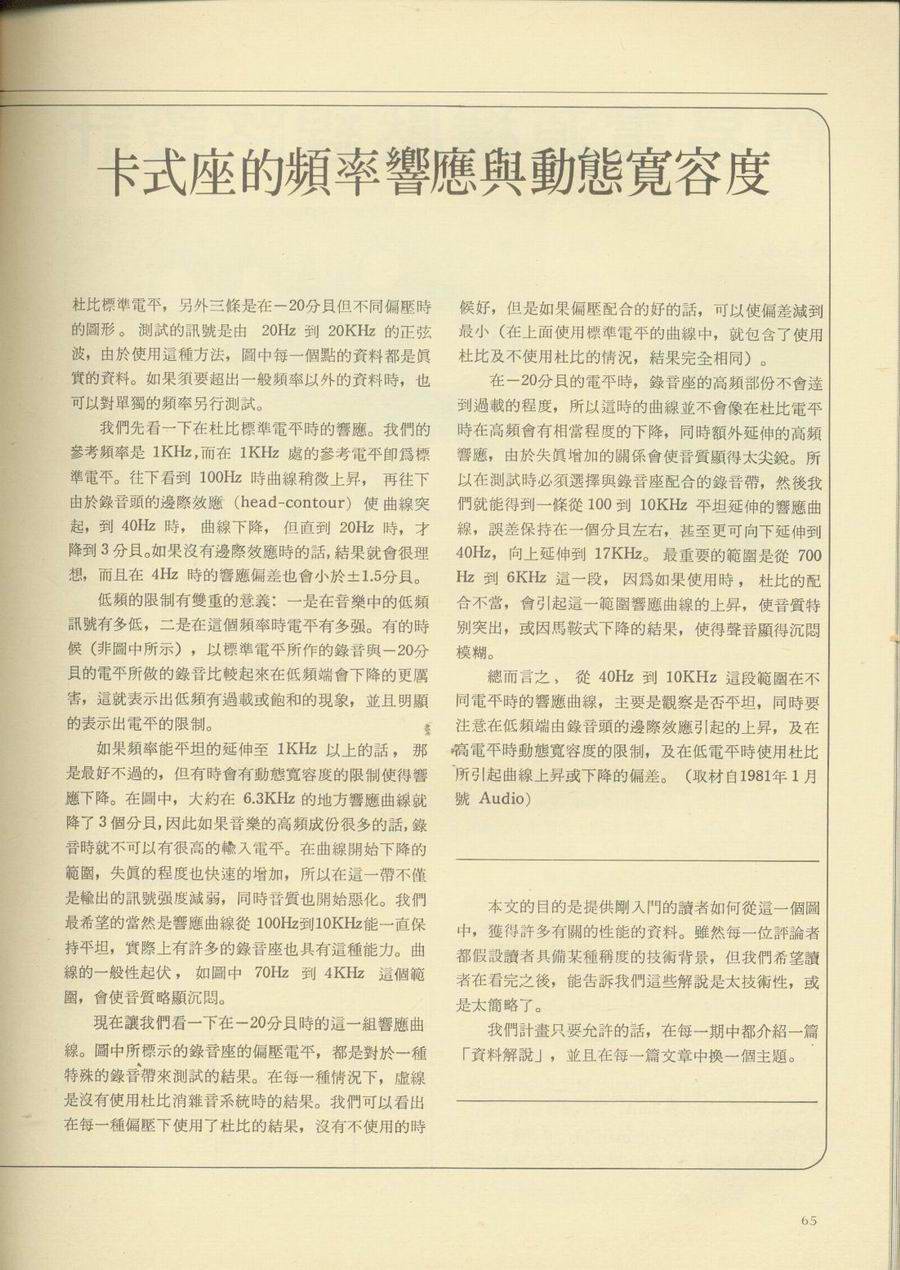 卡式座的頻率響應與動態寬容度
杜比標準電平，另外三條是在－20分貝但不同偏壓時
的圖形。測試的訊號是由 20Hz 到 20KHz 的正弦
波，由於使用這種方法，圖中每一個點的資料都是眞
實的資料。如果須要超出一般頻率以外的資料時，也
可以對單獨的頻率另行測試。
我們先看一下在杜比標準電平時的響應。我們的
參考頻率是 1KHz,而在 1KHz 處的參考電平卽爲標
準電平。往下看到 100Hz 時曲線稍微上昇， 再往下
由於錄音頭的邊際效應（head-contour）使曲線突
起，到 40Hz 時， 曲線下降， 但直到 20Hz 時，才
降到 3 分貝。如果沒有邊際效應時的話,結果就會很理
想，而且在 4Hz 時的響應偏差也會小於±1.5分貝。
低頻的限制有雙重的意義：一是在音樂中的低頻
訊號有多低，二是在這個頻率時電平有多强。有的時
候（非圖中所示），以標準電平所作的錄音與－20分
貝的電平所做的錄音比較起來在低頻端會下降的更厲
害，這就表示出低頻有過載或飽和的現象，並且明顯
的表示出電平的限制。
如果頻率能平坦的延伸至 1KHz 以上的話， 那
是最好不過的，但有時會有動態寬容度的限制使得響
應下降。在圖中，大約在 6.3KHz 的地方響應曲線就
降了 3 個分貝,因此如果音樂的高頻成份很多的話,錄
音時就不可以有很高的輸入電平。在曲線開始下降的
範圍，失眞的程度也快速的增加，所以在這一帶不僅
是輸出的訊號强度減弱，同時音質也開始惡化。我們
最希望的當然是響應曲線從 100Hz到10KHz能一直保
持平坦，實際上有許多的錄音座也具有這種能力。曲
線的一般性起伏， 如圖中 70Hz 到 4KHz 這個範
圍，會使音質略顯沉悶。
現在讓我們看一下在－20分貝時的這一組響應曲
線。圖中所標示的錄音座的偏壓電平，都是對於一種
特殊的錄音帶來測試的結果。在每一種情況下，虛線
是沒有使用杜比消雜音系統時的結果。我們可以看出
在每一種偏壓下使用了杜比的結果，沒有不使用的時
候好，但是如果偏壓配合的好的話，可以使偏差減到
最小（在上面使用標準電平的曲線中，就包含了使用
杜比及不使用杜比的情況，結果完全相同）。
在－20分貝的電平時，錄音座的高頻部份不會達
到過載的程度，所以這時的曲線並不會像在杜比電平
時在高頻會有相當程度的下降，同時額外延伸的高頻
響應，由於失眞增加的關係會使音質顯得太尖銳。所
以在測試時必須選擇與錄音座配合的錄音帶，然後我
們就能得到一條從 100 到 10KHz 平坦延伸的響應曲
線，誤差保持在一個分貝左右，甚至更可向下延伸到
40Hz，向上延伸到 17KHz。 最重要的範圍是從 700
Hz 到 6KHz 這一段， 因爲如果使用時， 杜比的配
合不當，會引起這一範圍響應曲線的上昇，使音質特
別突出，或因馬鞍式下降的結果，使得聲音顯得沉悶
模糊。
總而言之、 從 40Hz 到 10KHz 這段範圍在不
同電平時的響應曲線，主要是觀察是否平坦，同時要
注意在低頻端由錄音頭的邊際效應引起的上昇，及在
高電平時動態寬容度的限制，及在低電平時使用杜比
所引起曲線上昇或下降的偏差。（取材自1981年 1 月
號 Audio）
本文的目的是提供剛入門的讀者如何從這一個圖
中，獲得許多有關的性能的資料。雖然每一位評論者
都假設讀者具備某種稱度的技術背景，但我們希望讀
者在看完之後，能告訴我們這些解說是太技術性，或
是太簡略了。
我們計畫只要允許的話，在每一期中都介紹一篇
「資料解說」，並且在每一篇文章中換一個主題。
65